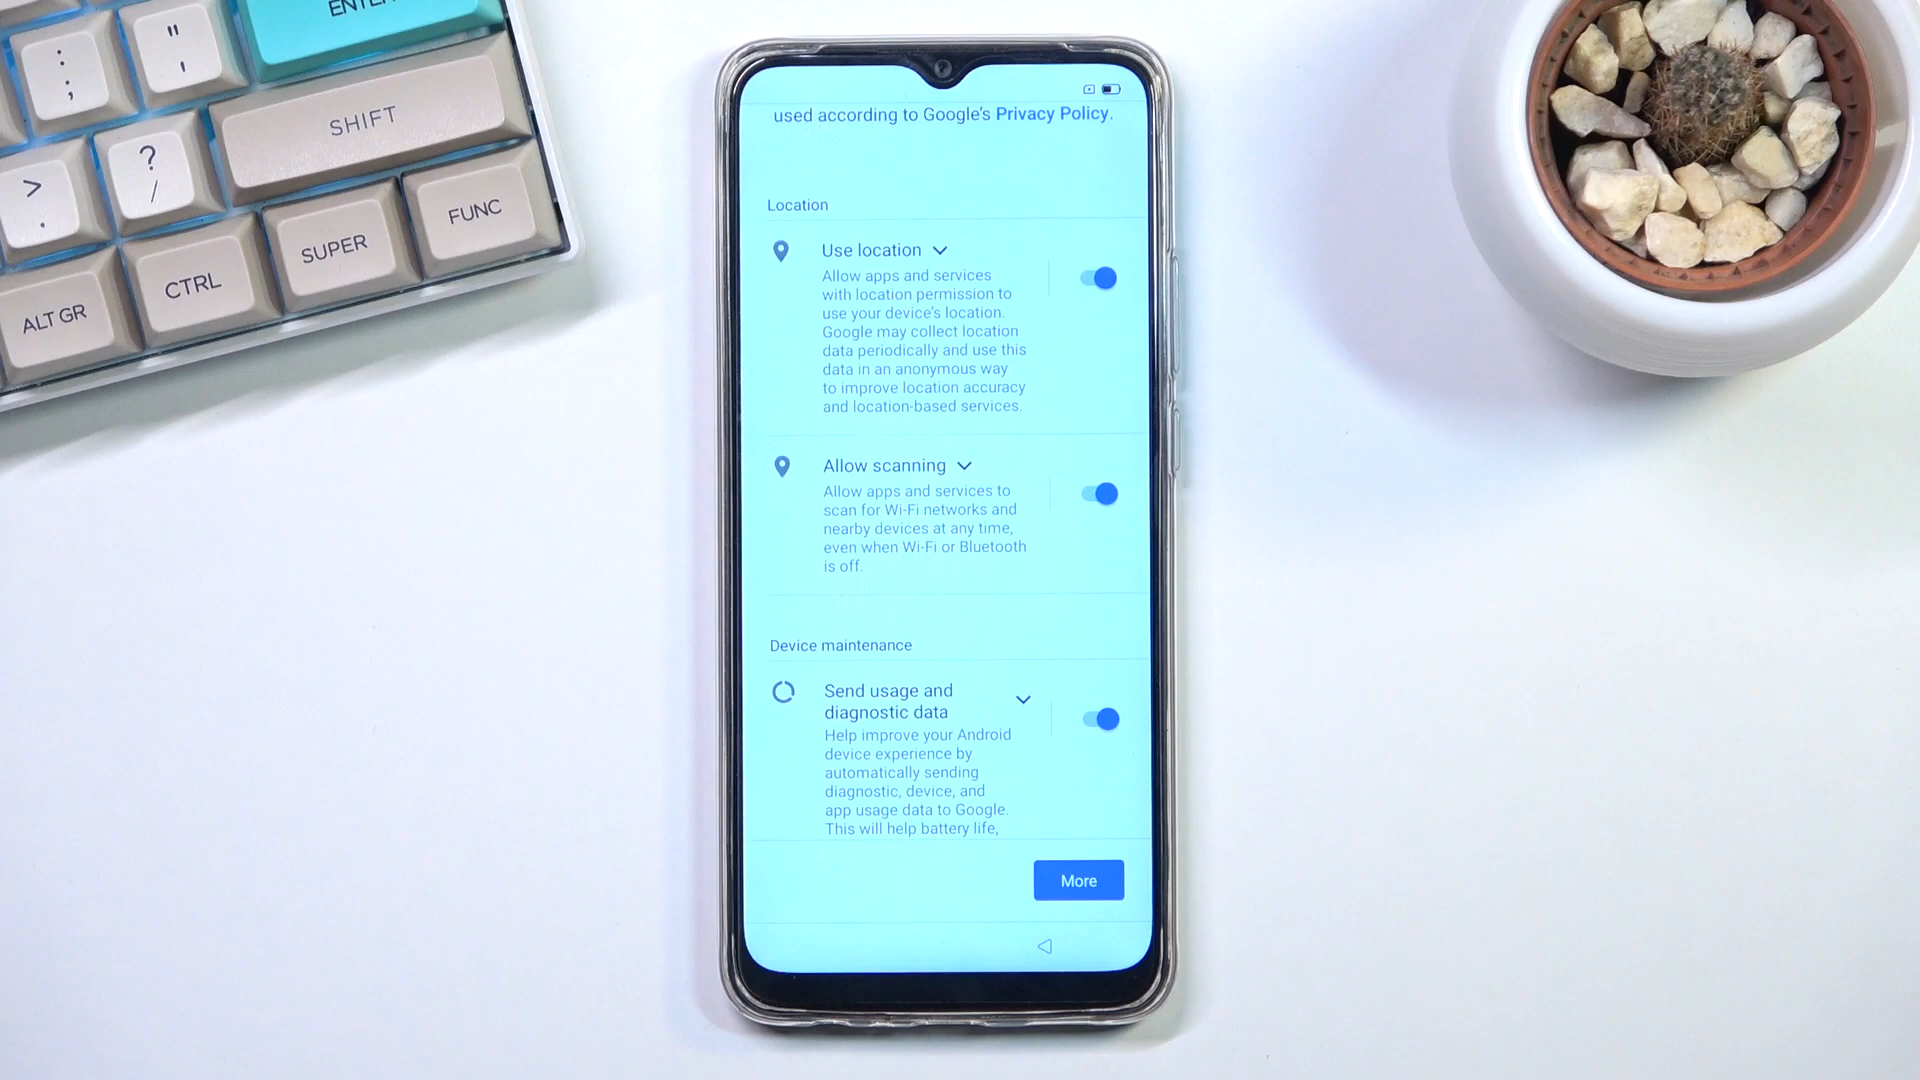 ENTER
:
;
"
'
SHIFT
>
.
?
/
FUNC
SUPER
CTRL
ALT GR
used according to Google's Privacy Policy.
Location
Use location
Allow apps and services
with location permission to
use your device's location.
Google may collect location
data periodically and use this
data in an anonymous way
to improve location accuracy
and location-based services.
Allow scanning
Allow apps and services to
scan for Wi-Fi networks and
nearby devices at any time,
even when Wi-Fi or Bluetooth
is off.
Device maintenance
Send usage and
diagnostic data
Help improve your Android
device experience by
automatically sending
diagnostic, device, and
app usage data to Google.
This will help battery life,
More